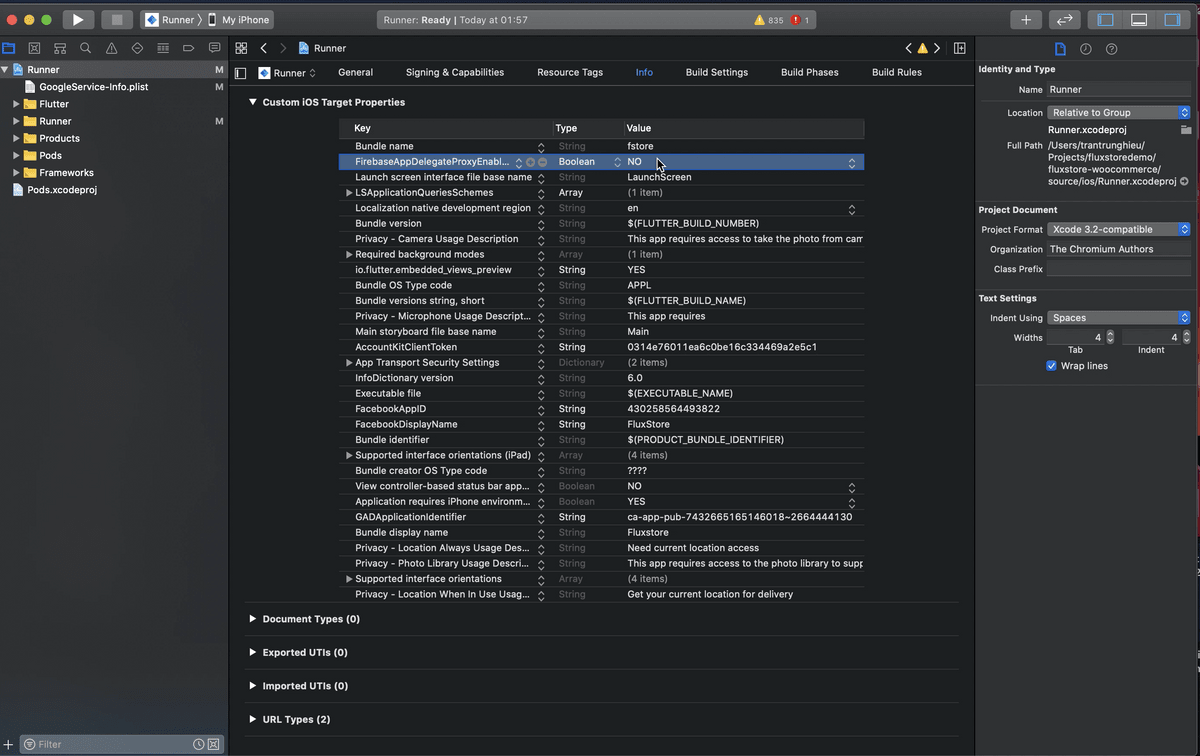 Runner
My iPhone
Runner: Ready | Today at 01:57
835
1
Runner
Runner
M
GoogleService-Info.plist
M
Flutter
Runner
M
Products
Pods
Frameworks
Pods.xcodeproj
Filter
Runner
General
Signing & Capabilities
Resource Tags
Info
Build Settings
Build Phases
Build Rules
Custom iOS Target Properties
Key Type Value
Bundle name String fstore
FirebaseAppDelegateProxyEnabl... Boolean NO
Launch screen interface file base name String LaunchScreen
LSApplicationQueriesSchemes Array (1 item)
Localization native development region String en
Bundle version String $(FLUTTER_BUILD_NUMBER)
Privacy - Camera Usage Description String This app requires access to take the photo from cam
Required background modes Array (1 item)
io.flutter.embedded_views_preview String YES
Bundle OS Type code String APPL
Bundle versions string, short String $(FLUTTER_BUILD_NAME)
Privacy - Microphone Usage Descript... String This app requires
Main storyboard file base name String Main
AccountKitClientToken String 0314e76011ea6c0be16c334469a2e5c1
App Transport Security Settings Dictionary (2 items)
InfoDictionary version String 6.0
Executable file String $(EXECUTABLE_NAME)
FacebookAppID String 430258564493822
FacebookDisplayName String FluxStore
Bundle identifier String $(PRODUCT_BUNDLE_IDENTIFIER)
Supported interface orientations (iPad) Array (4 items)
Bundle creator OS Type code String ????
View controller-based status bar app... Boolean NO
Application requires iPhone environm... Boolean YES
GADApplicationIdentifier String ca-app-pub-7432665165146018~2664444130
Bundle display name String Fluxstore
Privacy - Location Always Usage Des... String Need current location access
Privacy - Photo Library Usage Descri... String This app requires access to the photo library to supp
Supported interface orientations Array (4 items)
Privacy - Location When In Use Usag... String Get your current location for delivery
Document Types (0)
Exported UTIs (0)
Imported UTIs (0)
URL Types (2)
Identity and Type
Name Runner
Location Relative to Group
Runner.xcodeproj
Full Path /Users/trantrunghieu/
Projects/fluxstoredemo/
fluxstore-woocommerce/
source/ios/Runner.xcodeproj
Project Document
Project Format Xcode 3.2-compatible
Organization The Chromium Authors
Class Prefix
Text Settings
Indent Using Spaces
Widths 4 4
Tab Indent
Wrap lines